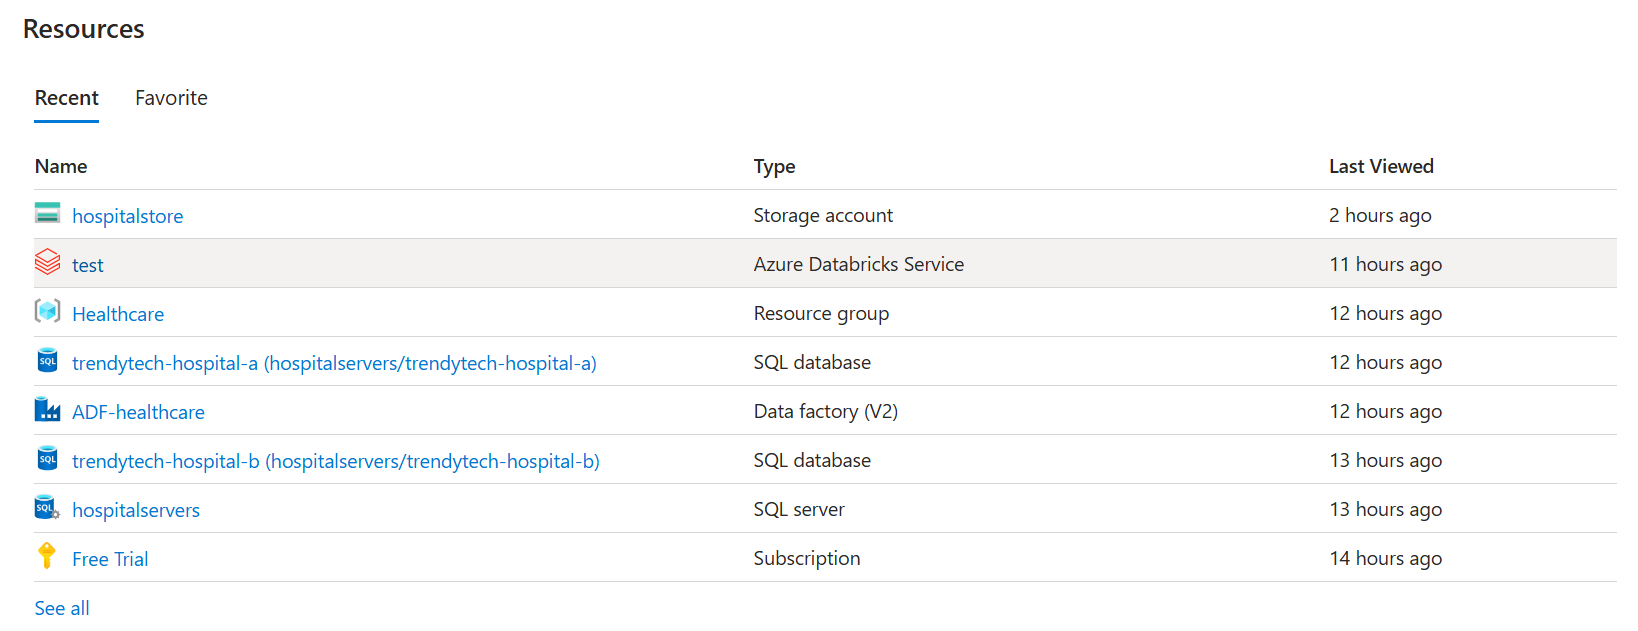 Resources
Recent Favorite
Name Type Last Viewed
hospitalstore Storage account 2 hours ago
test Azure Databricks Service 11 hours ago
Healthcare Resource group 12 hours ago
SQL trendytech-hospital-a (hospitalservers/trendytech-hospital-a) SQL database 12 hours ago
ADF-healthcare Data factory (V2) 12 hours ago
SQL trendytech-hospital-b (hospitalservers/trendytech-hospital-b) SQL database 13 hours ago
SQL hospitalservers SQL server 13 hours ago
Free Trial Subscription 14 hours ago
See all